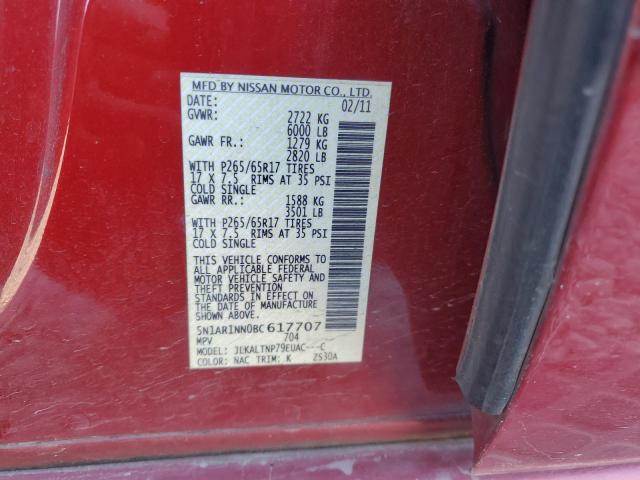 MFD BY NISSAN MOTOR CO., LTD.
DATE: 02/11
GVWR: 2722 KG
6000 LB
GAWR FR.: 1279 KG
2820 LB
WITH P265/65R17 TIRES
17 X 7.5 RIMS AT 35 PSI
COLD SINGLE
GAWR RR.: 1588 KG
3501 LB
WITH P265/65R17 TIRES
17 X 7.5 RIMS AT 35 PSI
COLD SINGLE
THIS VEHICLE CONFORMS TO
ALL APPLICABLE FEDERAL
MOTOR VEHICLE SAFETY AND
THEFT PREVENTION
STANDARDS IN EFFECT ON
THE DATE OF MANUFACTURE
SHOWN ABOVE.
5N1AR1NN0BC 617707
MPV 704
MODEL: JLKALTNP79EUAC---C
COLOR: NAC TRIM: K ZS30A